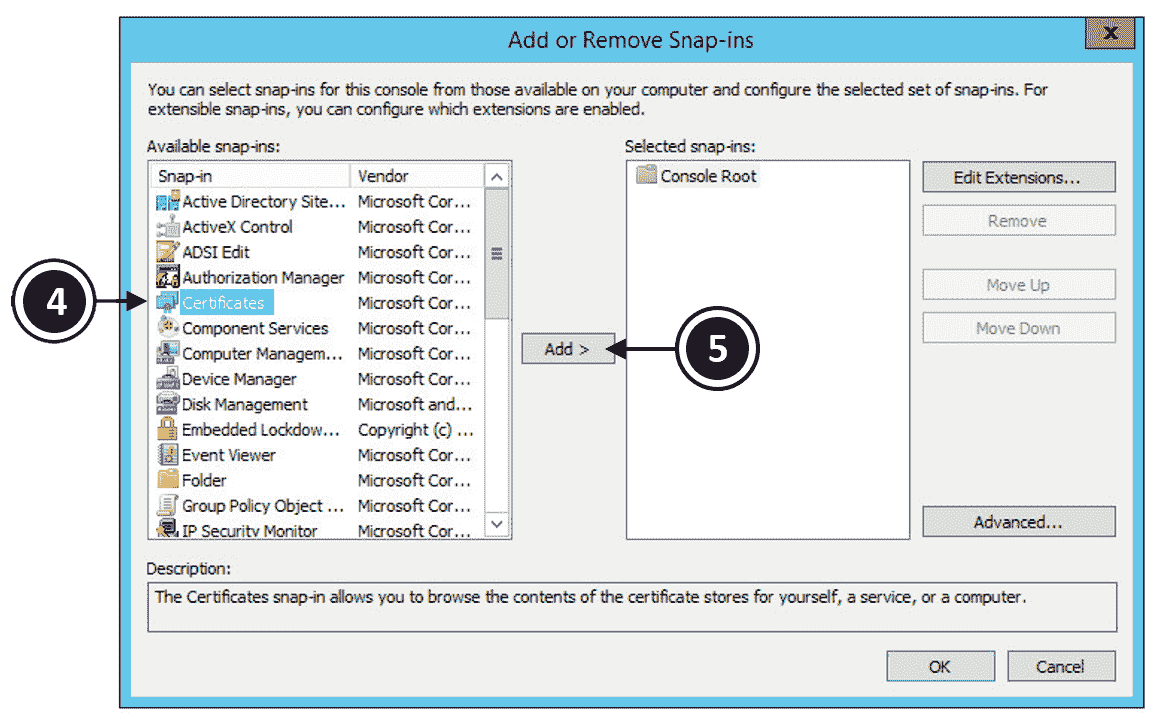 Add or Remove Snap-ins
X
You can select snap-ins for this console from those available on your computer and configure the selected set of snap-ins. For
extensible snap-ins, you can configure which extensions are enabled.
Available snap-ins:
Selected snap-ins:
Snap-in Vendor
Active Directory Site... Microsoft Cor...
ActiveX Control Microsoft Cor...
ADSI Edit Microsoft Cor...
Authorization Manager Microsoft Cor...
4
Certificates Microsoft Cor...
Component Services Microsoft Cor...
Computer Managem... Microsoft Cor...
Device Manager Microsoft Cor...
Disk Management Microsoft and...
Embedded Lockdow... Copyright (c) ...
Event Viewer Microsoft Cor...
Folder Microsoft Cor...
Group Policy Object ... Microsoft Cor...
IP Security Monitor Microsoft Cor...
Add >
5
Console Root
Edit Extensions...
Remove
Move Up
Move Down
Advanced...
Description:
The Certificates snap-in allows you to browse the contents of the certificate stores for yourself, a service, or a computer.
OK
Cancel